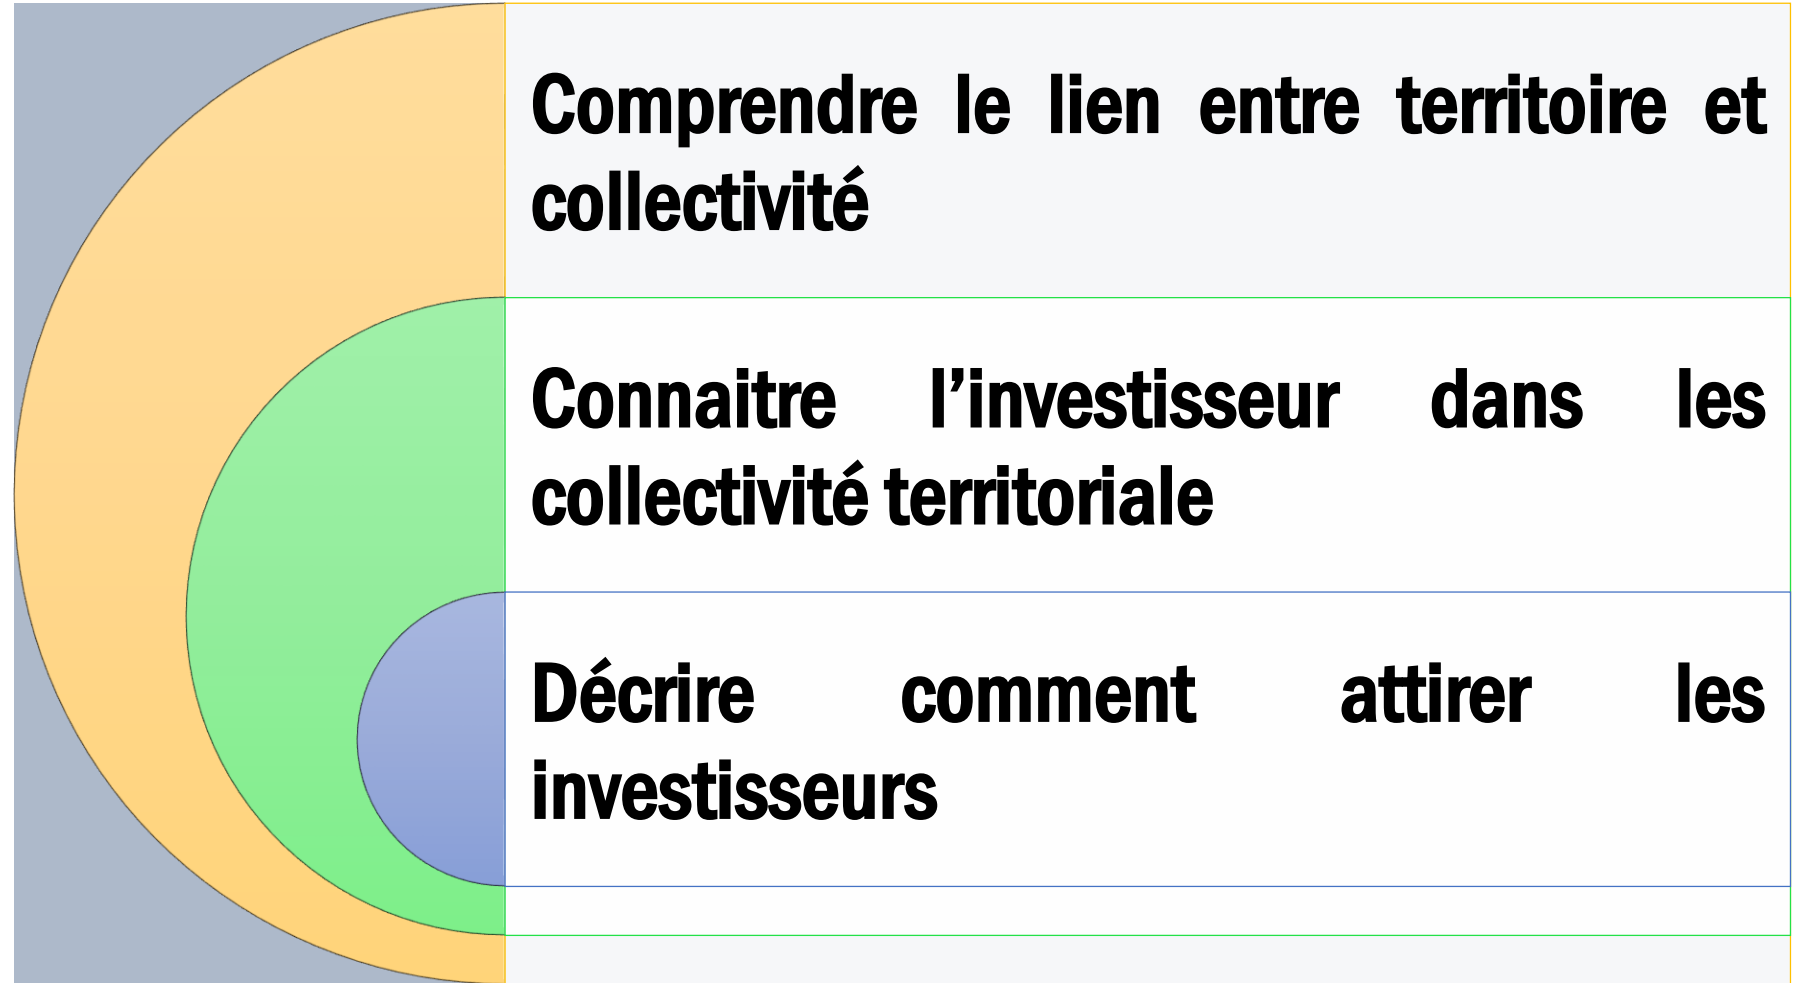 Comprendre le lien entre territoire et
collectivité
Connaitre l’investisseur dans les
collectivité territoriale
Décrire comment attirer les
investisseurs